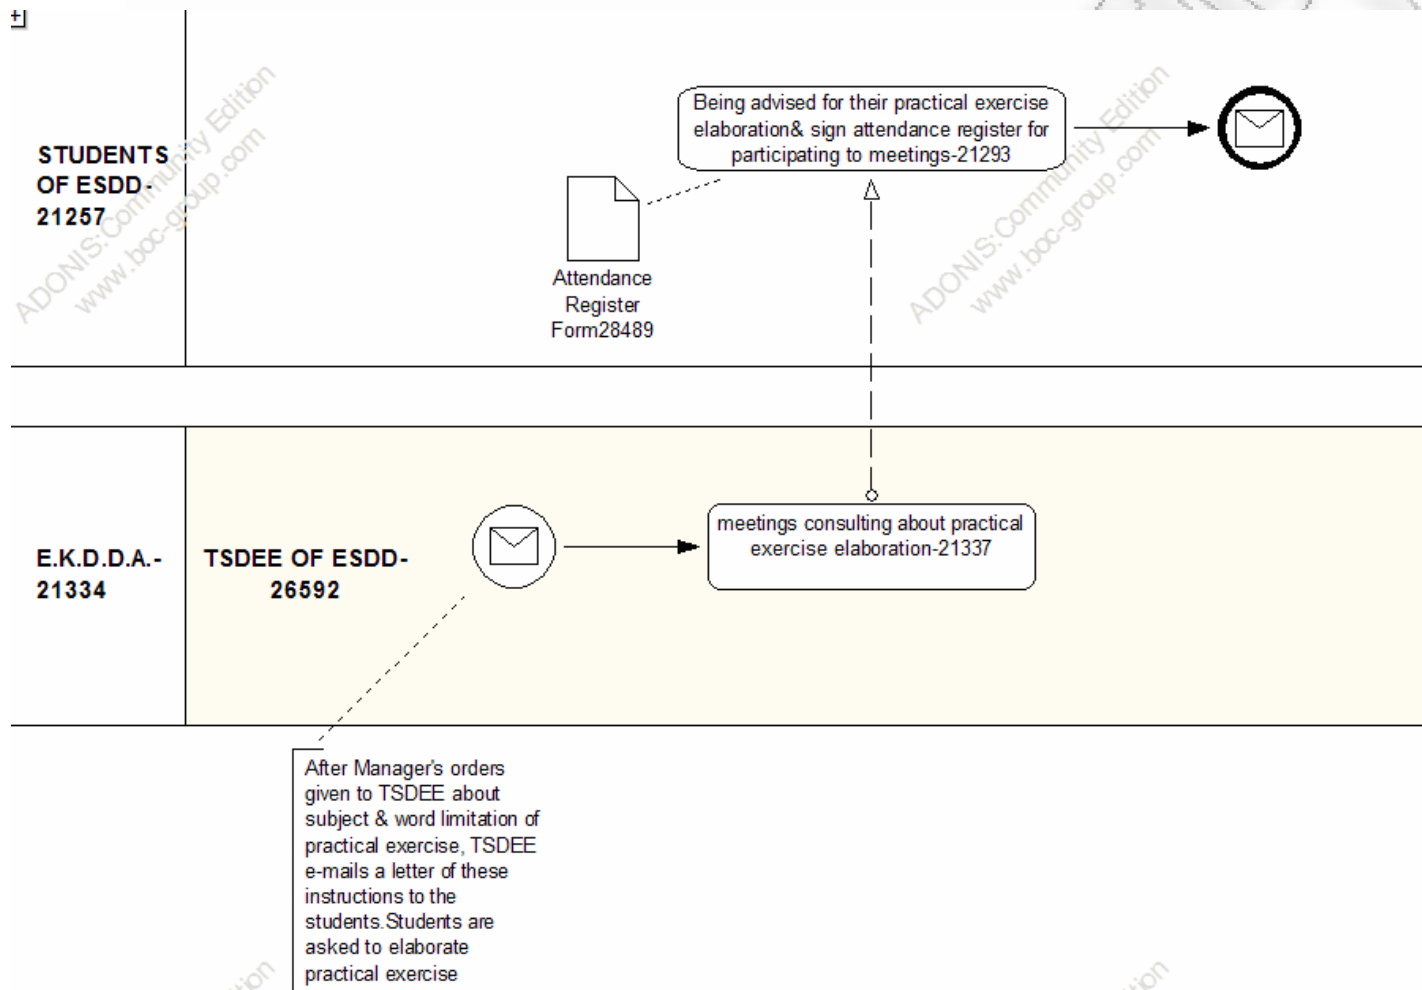 Being advised for their practical exercise
elaboration& sign attendance register for
participating to meetings-21293
STUDENTS
OF ESDD-
21257
ADONIS:Community Edition
www.boc-group.com
ADONIS:Community Edition
www.boc-group.com
Attendance
Register
Form28489
meetings consulting about practical
exercise elaboration-21337
E.K.D.D.A.-
21334
TSDEE OF ESDD-
26592
After Manager's orders
given to TSDEE about
subject & word limitation of
practical exercise, TSDEE
e-mails a letter of these
instructions to the
students.Students are
asked to elaborate
practical exercise